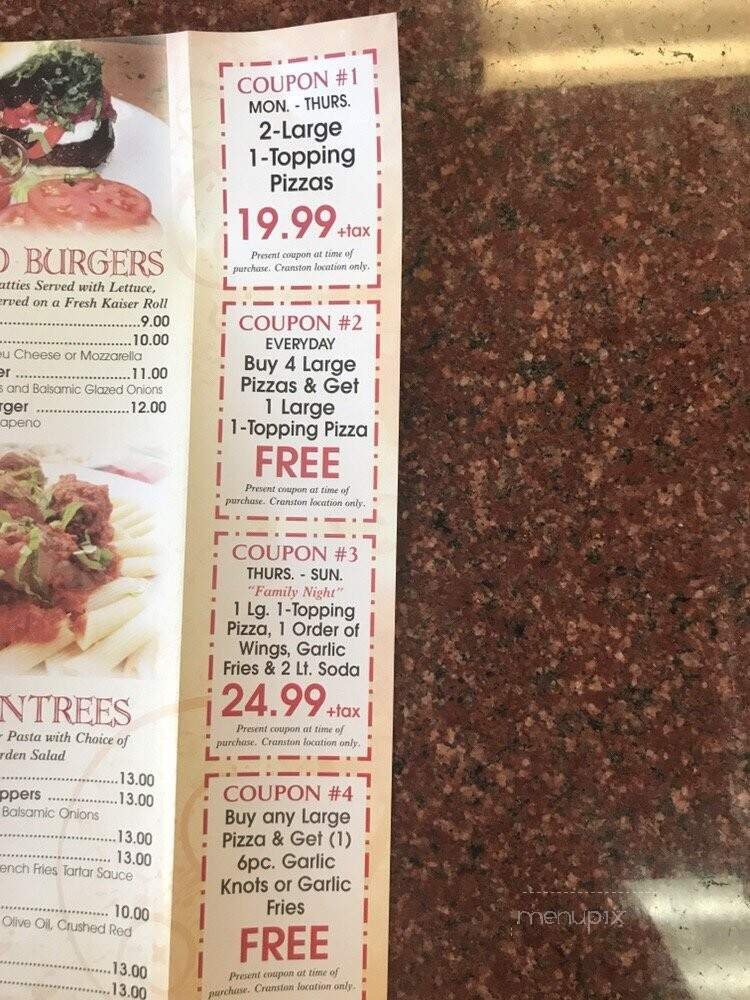 O BURGERS
atties Served with Lettuce,
erved on a Fresh Kaiser Roll
9.00
10.00
eu Cheese or Mozzarella
er 11.00
s and Balsamic Glazed Onions
rger 12.00
apeno
NTREES
r Pasta with Choice of
rden Salad
13.00
ppers 13.00
Balsamic Onions
13.00
13.00
ench Fries, Tartar Sauce
10.00
Olive Oil, Crushed Red
13.00
13.00
COUPON #1
MON. - THURS.
2-Large
1-Topping
Pizzas
19.99 +tax
Present coupon at time of
purchase. Cranston location only.
COUPON #2
EVERYDAY
Buy 4 Large
Pizzas & Get
1 Large
1-Topping Pizza
FREE
Present coupon at time of
purchase. Cranston location only.
COUPON #3
THURS. - SUN.
"Family Night"
1 Lg. 1-Topping
Pizza, 1 Order of
Wings, Garlic
Fries & 2 Lt. Soda
24.99 +tax
Present coupon at time of
purchase. Cranston location only.
COUPON #4
Buy any Large
Pizza & Get (1)
6pc. Garlic
Knots or Garlic
Fries
FREE
Present coupon at time of
purchase. Cranston location only.
menupix